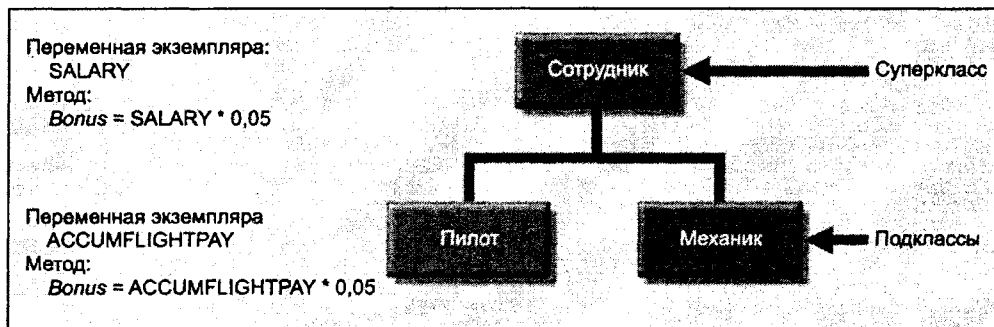 Переменная экземпляра:
SALARY
Метод:
Bonus = SALARY * 0,05
Сотрудник
Суперкласс
Переменная экземпляра
ACCUMFLIGHTPAY
Метод:
Bonus = ACCUMFLIGHTPAY * 0,05
Пилот
Механик
Подклассы